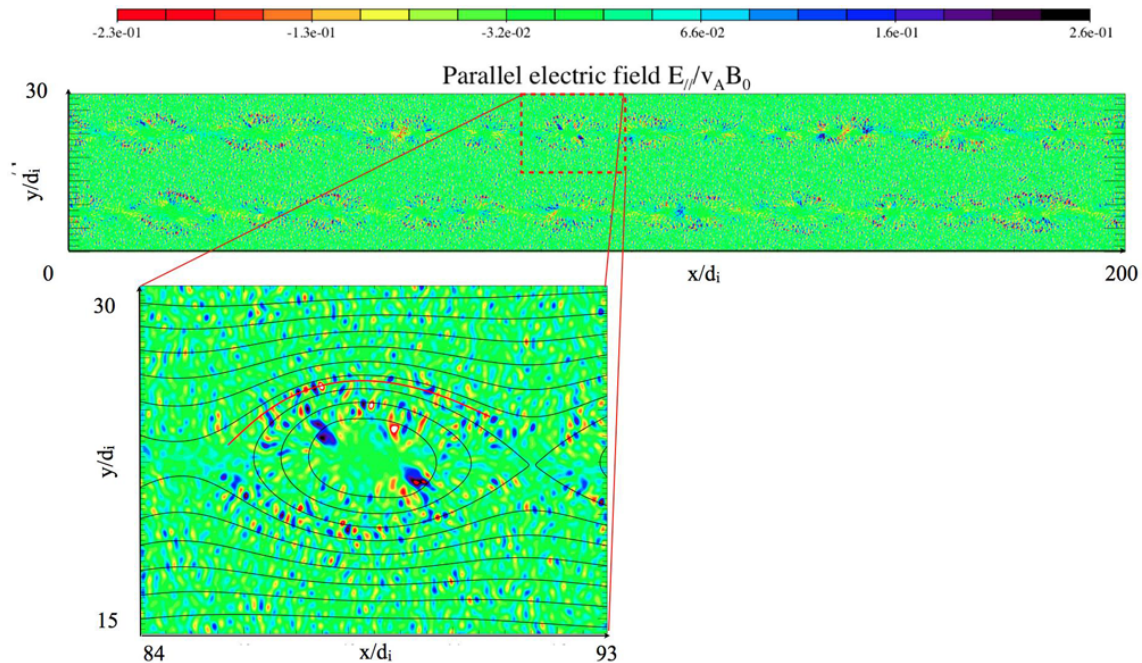 -2.3e-01 -1.3e-01 -3.2e-02 6.6e-02 1.6e-01 2.6e-01
Parallel electric field E///vAB0
30
y/di'
0 x/di 200
30
y/di
15
84 x/di 93